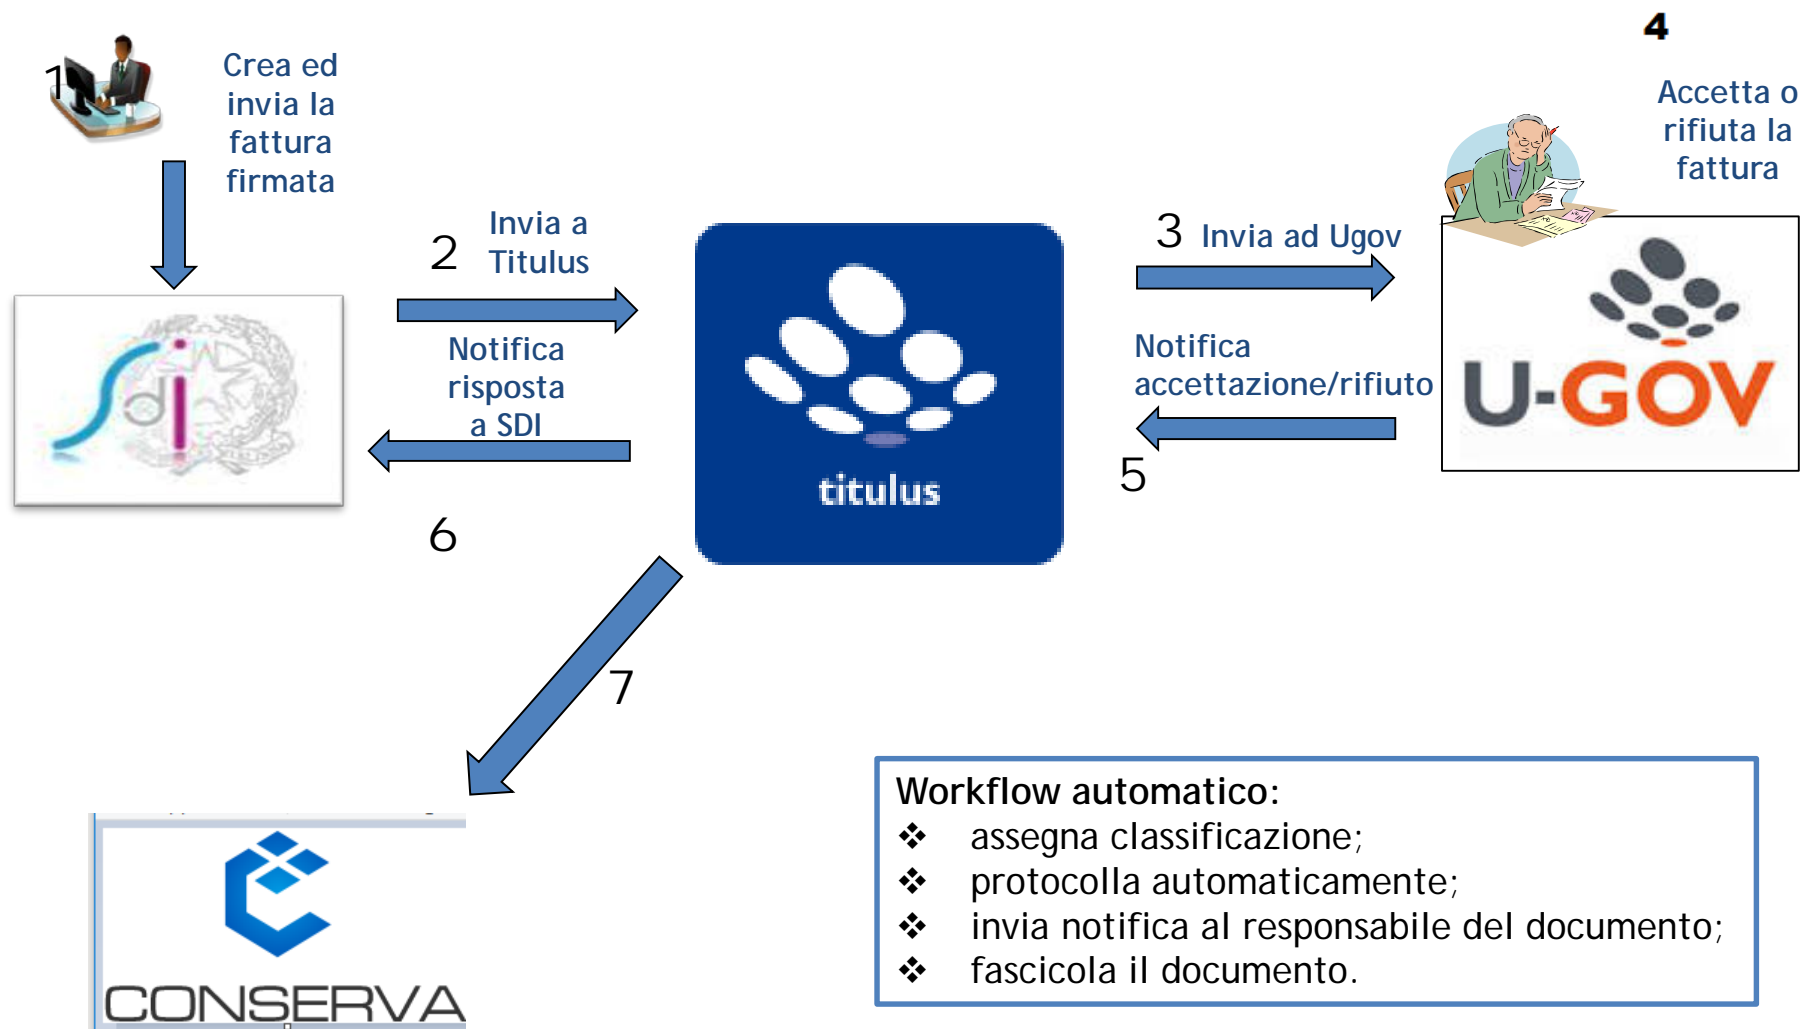 1
Crea ed
invia la
fattura
firmata
2
Invia a
Titulus
3 Invia ad Ugov
4
Accetta o
rifiuta la
fattura
Sdi
Notifica
risposta
a SDI
6
titulus
Notifica
accettazione/rifiuto
5
U-GOV
7
CONSERVA
Workflow automatico:
❖ assegna classificazione;
❖ protocolla automaticamente;
❖ invia notifica al responsabile del documento;
❖ fascicola il documento.